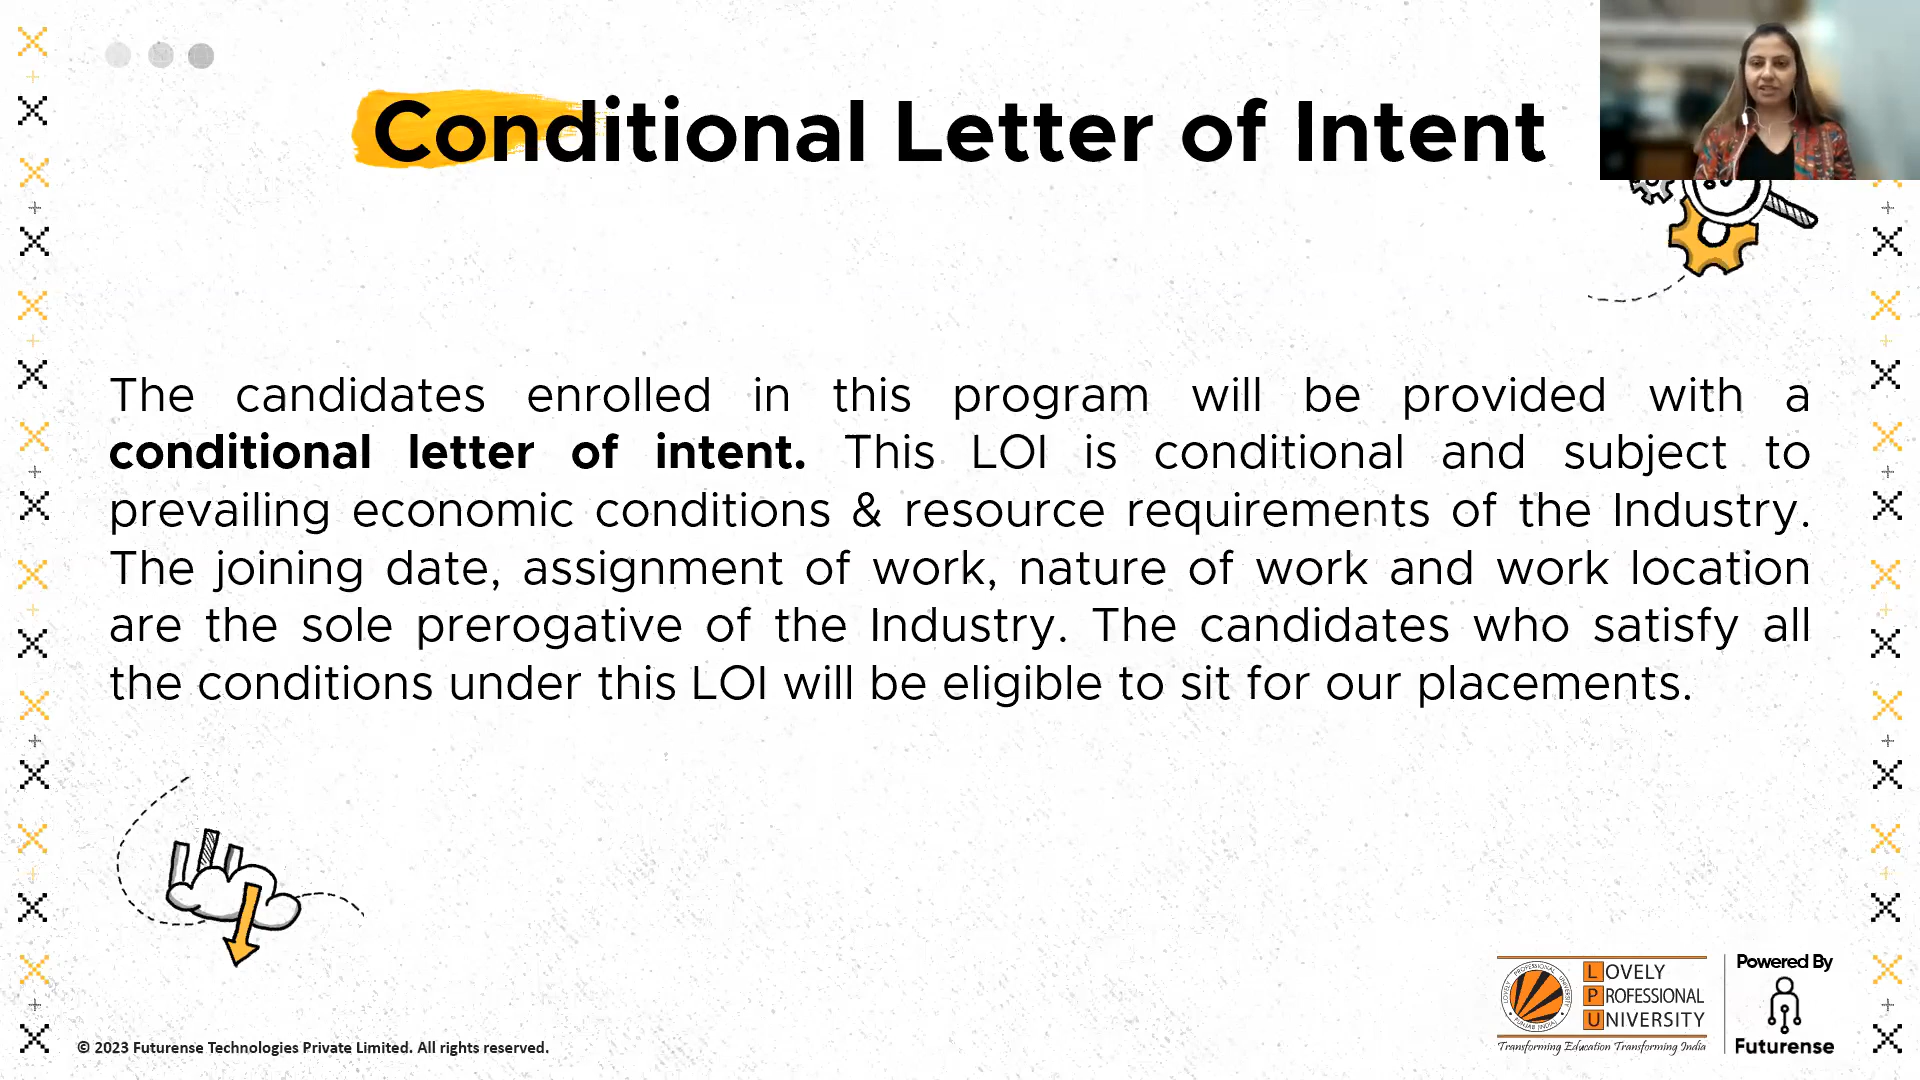 Conditional Letter of Intent
The candidates enrolled in this program will be provided with a
conditional letter of intent. This LOI is conditional and subject to
prevailing economic conditions & resource requirements of the Industry.
The joining date, assignment of work, nature of work and work location
are the sole prerogative of the Industry. The candidates who satisfy all
the conditions under this LOI will be eligible to sit for our placements.
LOVELY
PROFESSIONAL
UNIVERSITY
Transforming Education Transforming India
Powered By
Futurense
© 2023 Futurense Technologies Private Limited. All rights reserved.